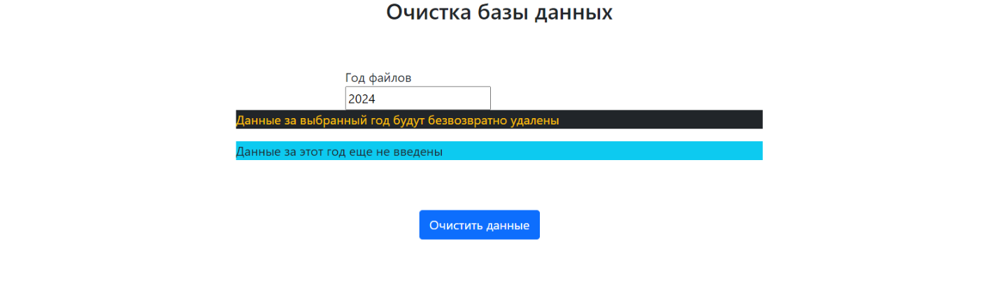 Очистка базы данных
Год файлов
2024
Данные за выбранный год будут безвозвратно удалены
Данные за этот год еще не введены
Очистить данные